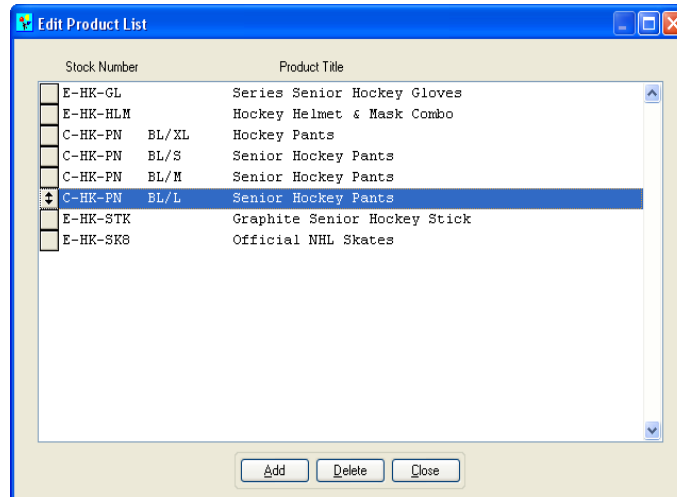 Edit Product List
Stock Number Product Title
E-HK-GL Series Senior Hockey Gloves
E-HK-HLM Hockey Helmet & Mask Combo
C-HK-PN BL/XL Hockey Pants
C-HK-PN BL/S Senior Hockey Pants
C-HK-PN BL/M Senior Hockey Pants
C-HK-PN BL/L Senior Hockey Pants
E-HK-STK Graphite Senior Hockey Stick
E-HK-SK8 Official NHL Skates
Add Delete Close